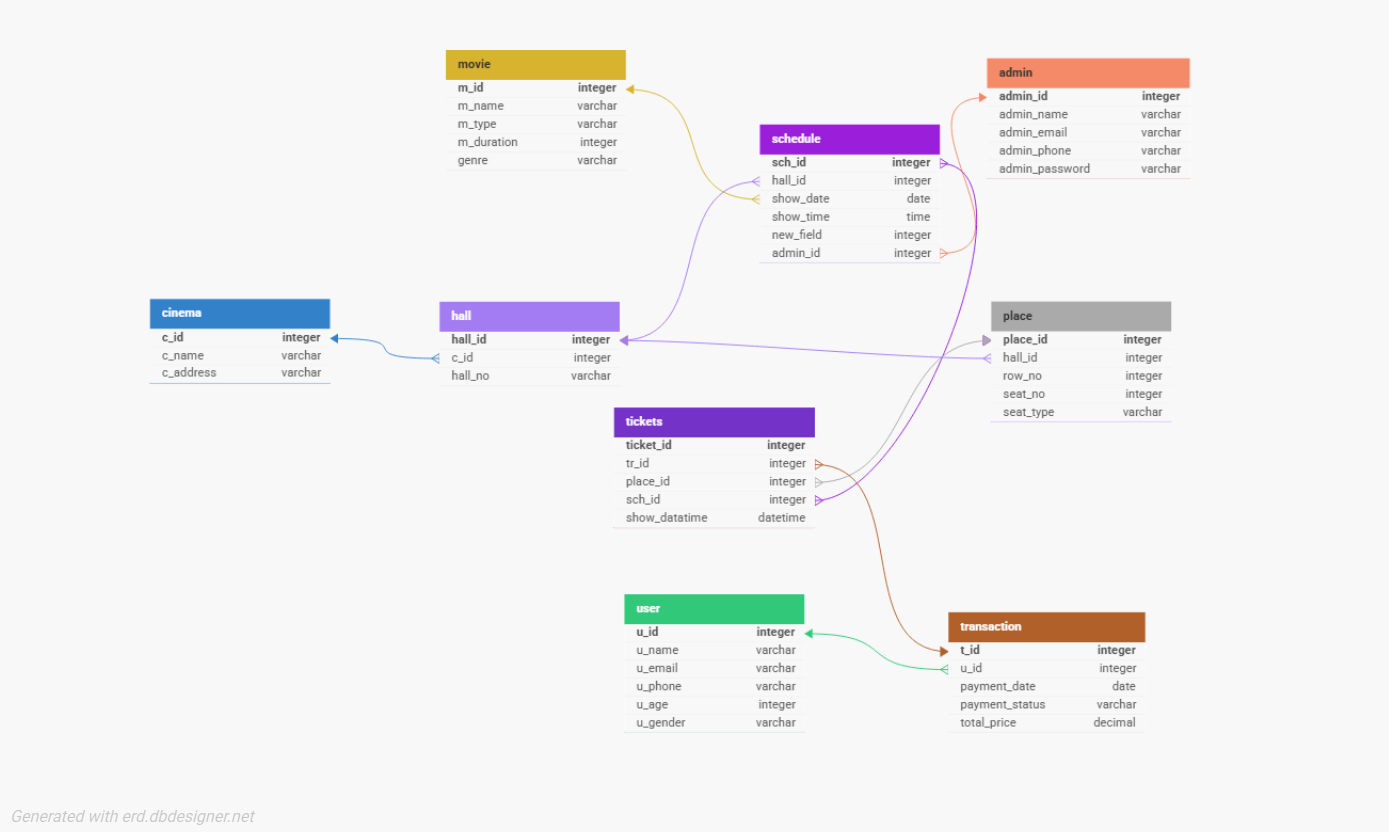 movie
m_id integer
m_name varchar
m_type varchar
m_duration integer
genre varchar
admin
admin_id integer
admin_name varchar
admin_email varchar
admin_phone varchar
admin_password varchar
schedule
sch_id integer
hall_id integer
show_date date
show_time time
new_field integer
admin_id integer
cinema
c_id integer
c_name varchar
c_address varchar
hall
hall_id integer
c_id integer
hall_no varchar
place
place_id integer
hall_id integer
row_no integer
seat_no integer
seat_type varchar
tickets
ticket_id integer
tr_id integer
place_id integer
sch_id integer
show_datatime datetime
user
u_id integer
u_name varchar
u_email varchar
u_phone varchar
u_age integer
u_gender varchar
transaction
t_id integer
u_id integer
payment_date date
payment_status varchar
total_price decimal
Generated with erd.dbdesigner.net